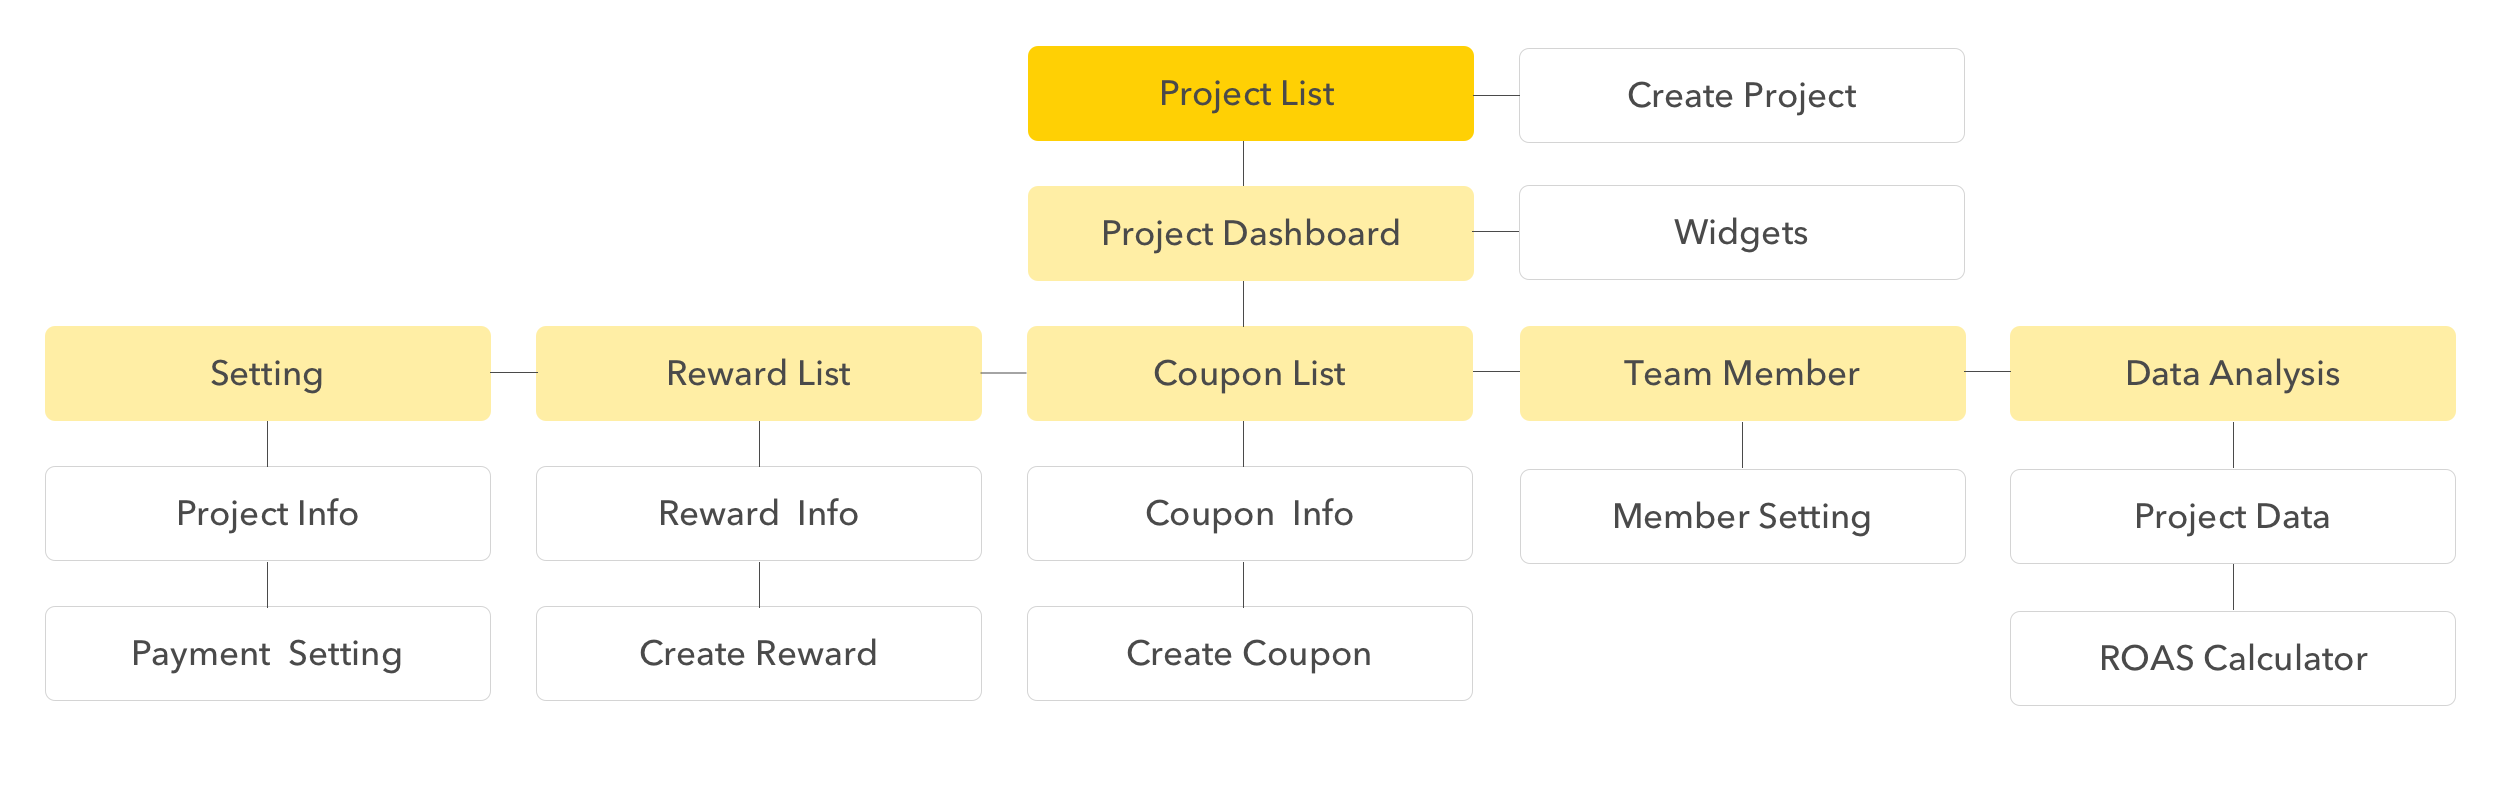 Project List
Create Project
Project Dashboard
Widgets
Setting
Reward List
Coupon List
Team Member
Data Analysis
Project Info
Reward Info
Coupon Info
Member Setting
Project Data
Payment Setting
Create Reward
Create Coupon
ROAS Calculator